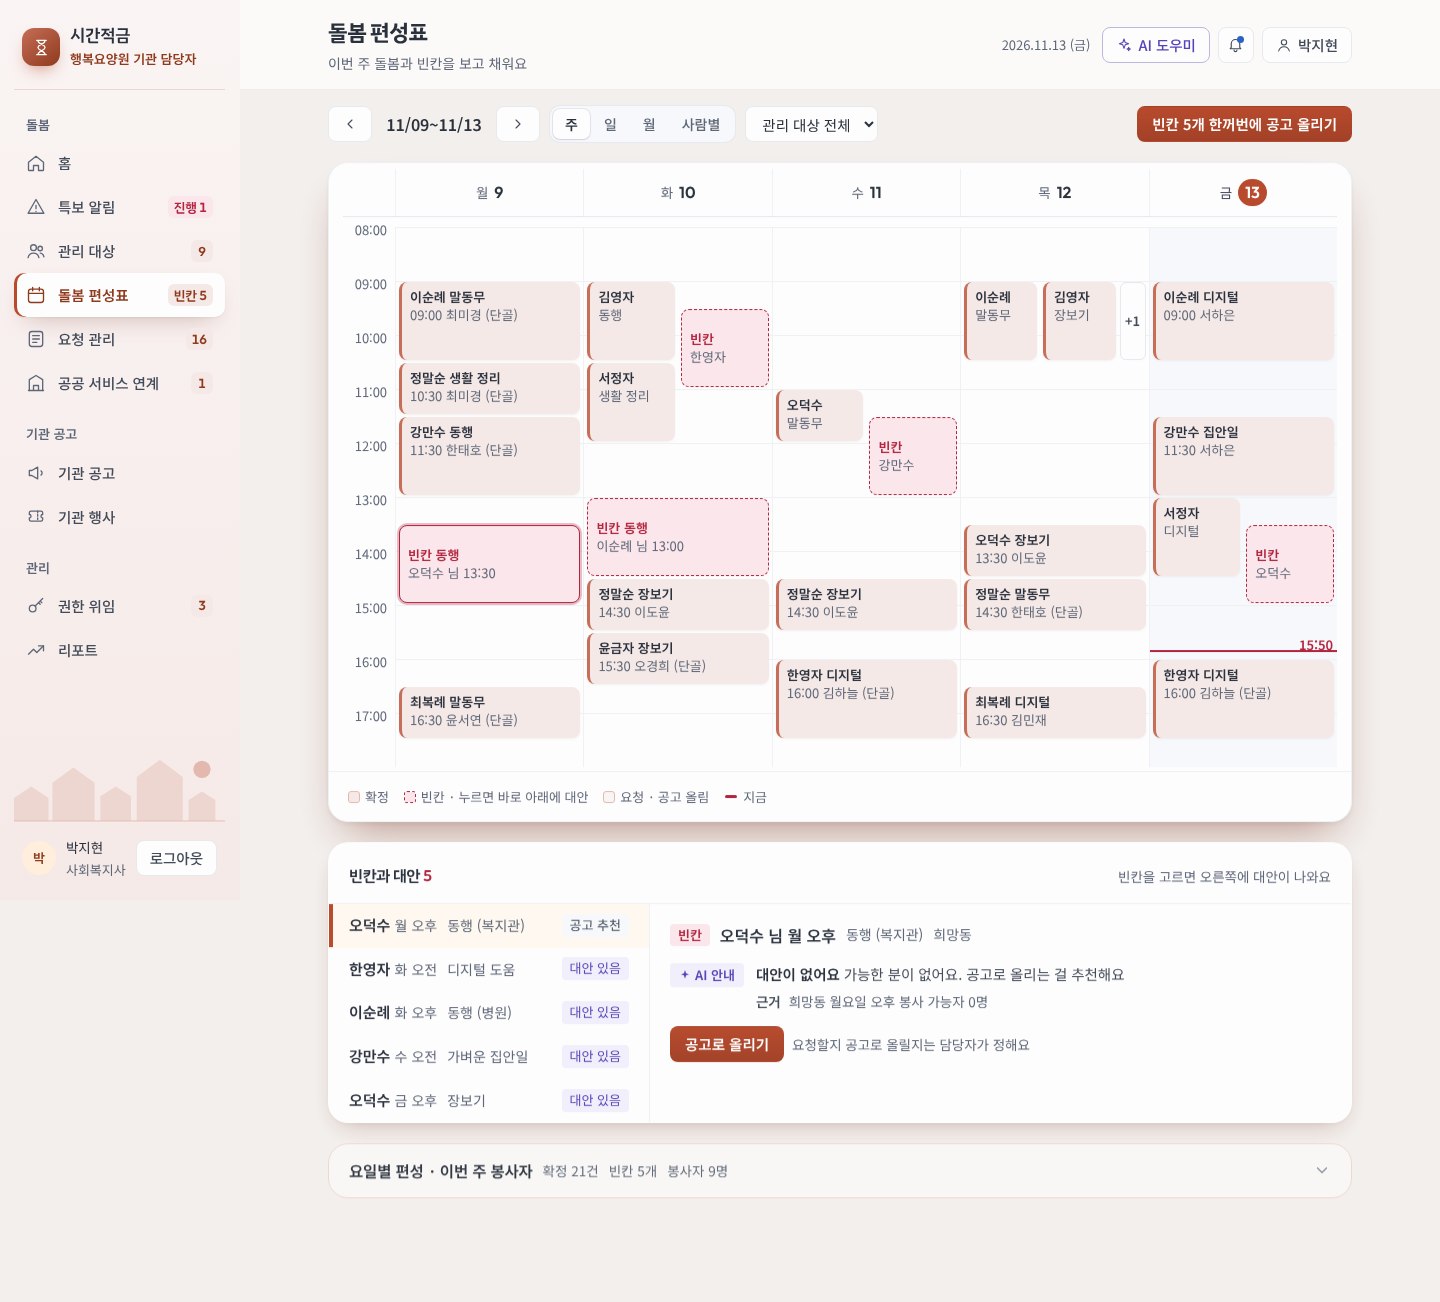 시간적금
행복요양원 기관 담당자
돌봄
홈
특보 알림 진행 1
관리 대상 9
돌봄 편성표 빈칸 5
요청 관리 16
공공 서비스 연계 1
기관 공고
기관 공고
기관 행사
관리
권한 위임 3
리포트
박
박지현
사회복지사
로그아웃
돌봄 편성표
이번 주 돌봄과 빈칸을 보고 채워요
2026.11.13 (금)
AI 도우미
박지현
11/09~11/13
주 일 월 사람별
관리 대상 전체
빈칸 5개 한꺼번에 공고 올리기
월 9
화 10
수 11
목 12
금 13
08:00
09:00
10:00
11:00
12:00
13:00
14:00
15:00
16:00
17:00
이순례 말동무
09:00 최미경 (단골)
정말순 생활 정리
10:30 최미경 (단골)
강만수 동행
11:30 한태호 (단골)
빈칸 동행
오덕수 님 13:30
최복례 말동무
16:30 윤서연 (단골)
김영자
동행
빈칸
한영자
서정자
생활 정리
빈칸 동행
이순례 님 13:00
정말순 장보기
14:30 이도윤
윤금자 장보기
15:30 오경희 (단골)
오덕수
말동무
빈칸
강만수
정말순 장보기
14:30 이도윤
한영자 디지털
16:00 김하늘 (단골)
이순례
말동무
김영자
장보기
+1
오덕수 장보기
13:30 이도윤
정말순 말동무
14:30 한태호 (단골)
최복례 디지털
16:30 김민재
이순례 디지털
09:00 서하은
강만수 집안일
11:30 서하은
서정자
디지털
빈칸
오덕수
15:50
한영자 디지털
16:00 김하늘 (단골)
확정
빈칸 · 누르면 바로 아래에 대안
요청 · 공고 올림
지금
빈칸과 대안 5
빈칸을 고르면 오른쪽에 대안이 나와요
오덕수 월 오후 동행 (복지관) 공고 추천
한영자 화 오전 디지털 도움 대안 있음
이순례 화 오후 동행 (병원) 대안 있음
강만수 수 오전 가벼운 집안일 대안 있음
오덕수 금 오후 장보기 대안 있음
빈칸 오덕수 님 월 오후 동행 (복지관) 희망동
AI 안내 대안이 없어요 가능한 분이 없어요. 공고로 올리는 걸 추천해요
근거 희망동 월요일 오후 봉사 가능자 0명
공고로 올리기 요청할지 공고로 올릴지는 담당자가 정해요
요일별 편성 · 이번 주 봉사자 확정 21건 빈칸 5개 봉사자 9명